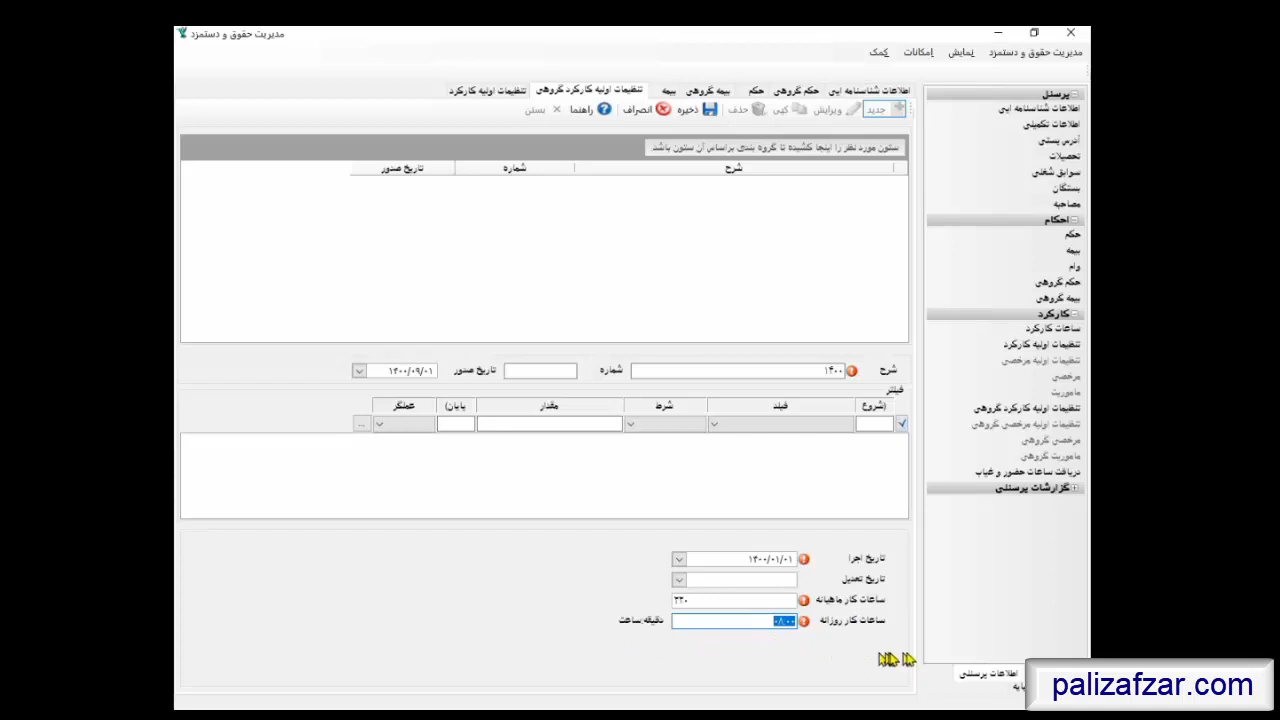 مدیریت حقوق و دستمزد
مدیریت حقوق و دستمزد نمایش امکانات کمک
اطلاعات شناسنامه ایی حکم گروهی حکم بیمه گروهی بیمه تنظیمات اولیه کارکرد گروهی تنظیمات اولیه کارکرد
جدید ویرایش کپی حذف ذخیره انصراف راهنما بستن
ستون مورد نظر را اینجا کشیده تا گروه بندی براساس آن ستون باشد.
شرح شماره تاریخ صدور
شرح ۱۴۰۰ شماره تاریخ صدور ۱۴۰۰/۰۹/۰۱
فیلتر
شروع) فیلد شرط مقدار پایان) عملگر
...
تاریخ اجرا ۱۴۰۰/۰۱/۰۱
تاریخ تعدیل
ساعات کار ماهیانه ۲۲۰
ساعات کار روزانه ۰۸:۰۰ دقیقه:ساعت
پرسنل
اطلاعات شناسنامه ایی
اطلاعات تکمیلی
آدرس پستی
تحصیلات
سوابق شغلی
بستگان
مصاحبه
احکام
حکم
بیمه
وام
حکم گروهی
بیمه گروهی
کارکرد
ساعات کارکرد
تنظیمات اولیه کارکرد
تنظیمات اولیه مرخصی
مرخصی
ماموریت
تنظیمات اولیه کارکرد گروهی
تنظیمات اولیه مرخصی گروهی
مرخصی گروهی
ماموریت گروهی
دریافت ساعات حضور و غیاب
گزارشات پرسنلی
اطلاعات پرسنلی
palizafzar.com